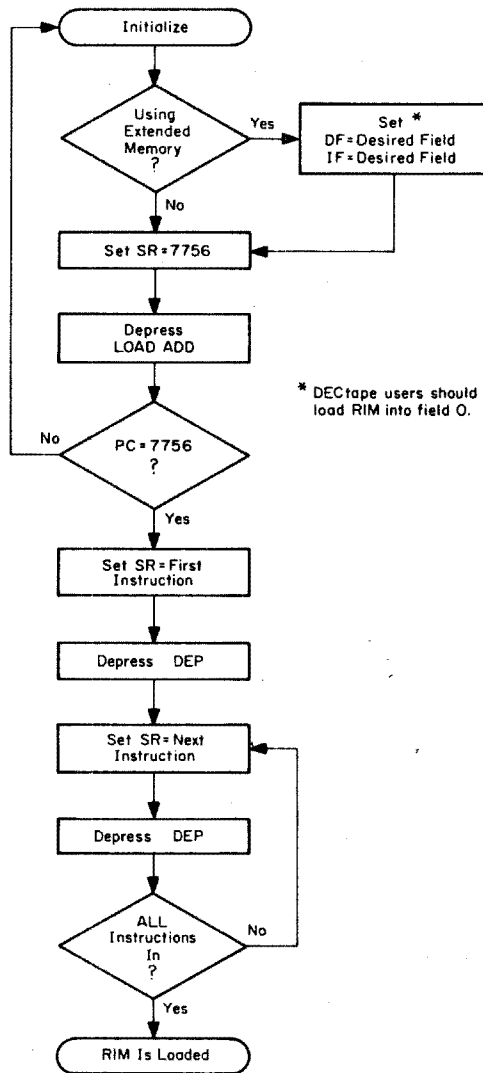 Initialize
Using
Extended
Memory
?
Yes
Set *
DF=Desired Field
IF=Desired Field
No
Set SR=7756
Depress
LOAD ADD
* DECtape users should
load RIM into field 0.
No
PC=7756
?
Yes
Set SR=First
Instruction
Depress DEP
Set SR=Next
Instruction
Depress DEP
ALL
Instructions
In
?
No
Yes
RIM Is Loaded